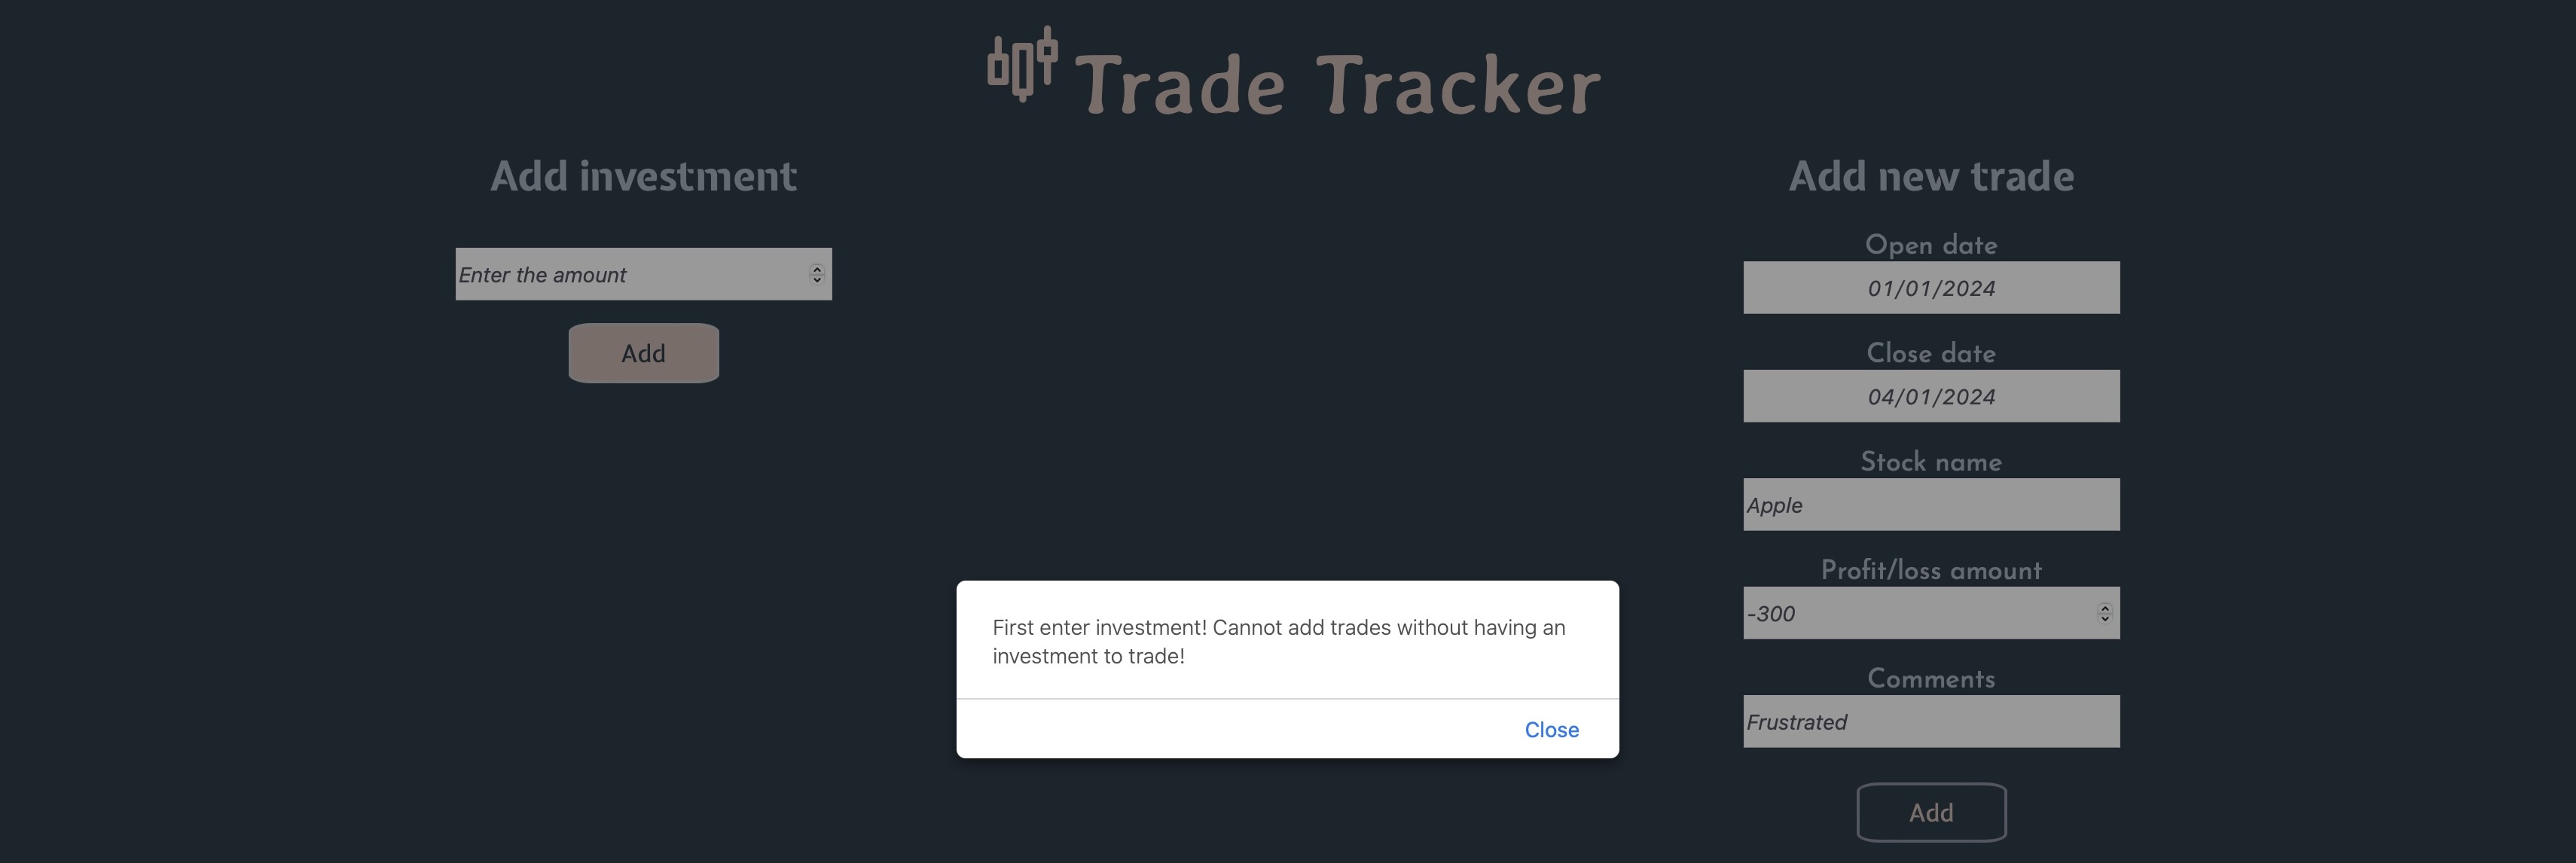 Trade Tracker
Add investment
Enter the amount
Add
Add new trade
Open date
01/01/2024
Close date
04/01/2024
Stock name
Apple
Profit/loss amount
-300
Comments
Frustrated
Add
First enter investment! Cannot add trades without having an
investment to trade!
Close